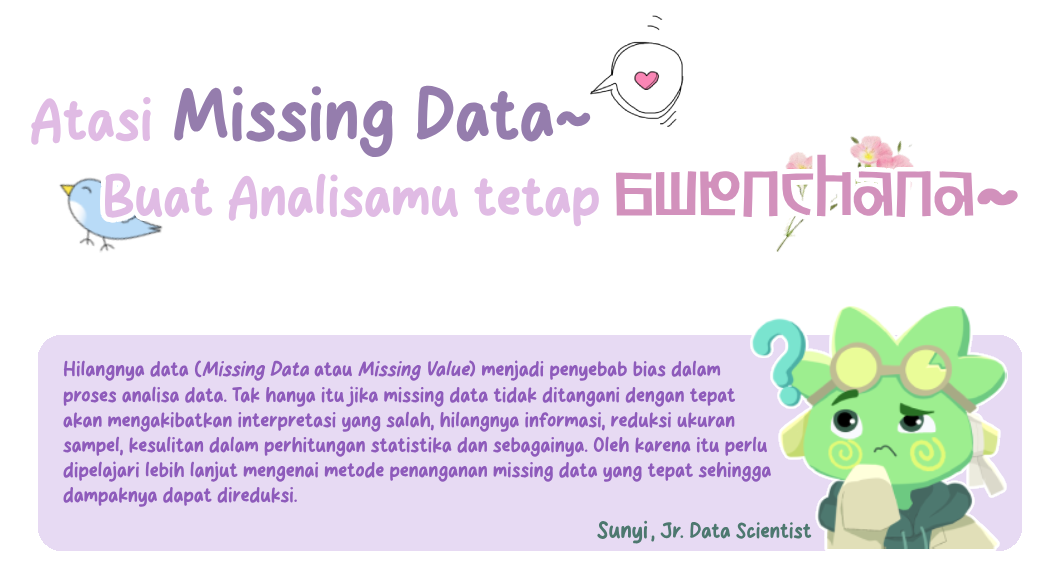 Atasi Missing Data~
Buat Analisamu tetap Gwenchana~
Hilangnya data (Missing Data atau Missing Value) menjadi penyebab bias dalam
proses analisa data. Tak hanya itu jika missing data tidak ditangani dengan tepat
akan mengakibatkan interpretasi yang salah, hilangnya informasi, reduksi ukuran
sampel, kesulitan dalam perhitungan statistika dan sebagainya. Oleh karena itu perlu
dipelajari lebih lanjut mengenai metode penanganan missing data yang tepat sehingga
dampaknya dapat direduksi.
Sunyi, Jr. Data Scientist
?